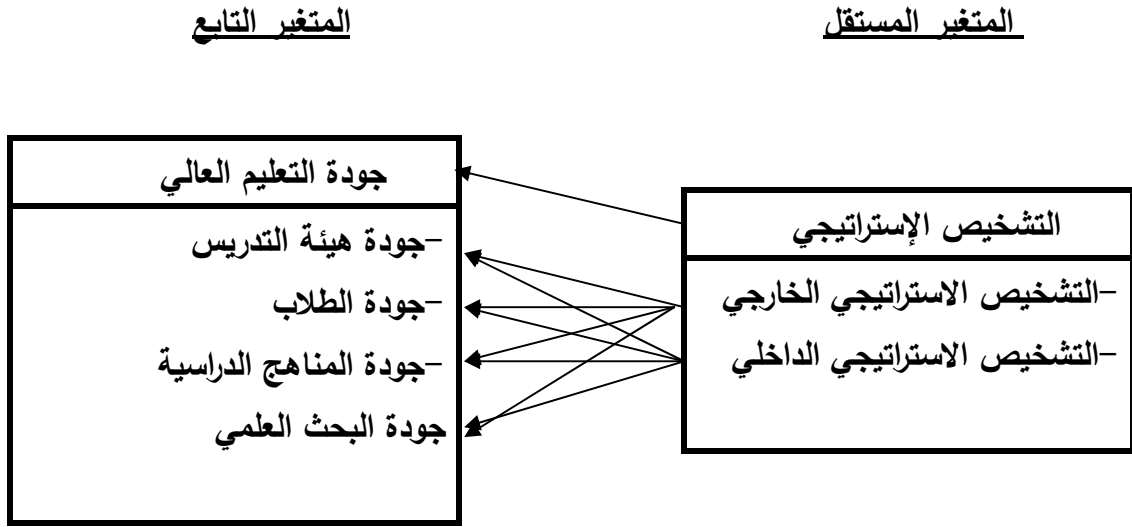 المتغير المستقل
المتغير التابع
التشخيص الإستراتيجي
-التشخيص الاستراتيجي الخارجي
-التشخيص الاستراتيجي الداخلي
جودة التعليم العالي
-جودة هيئة التدريس
-جودة الطلاب
-جودة المناهج الدراسية
جودة البحث العلمي